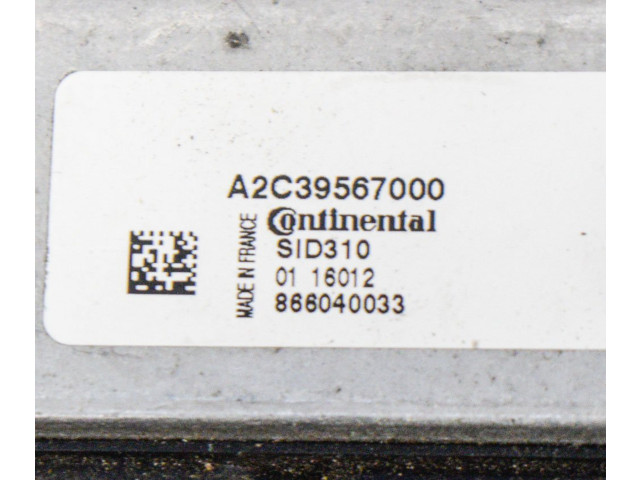 A2C39567000
Continental
MADE IN FRANCE
SID310
01 16012
866040033